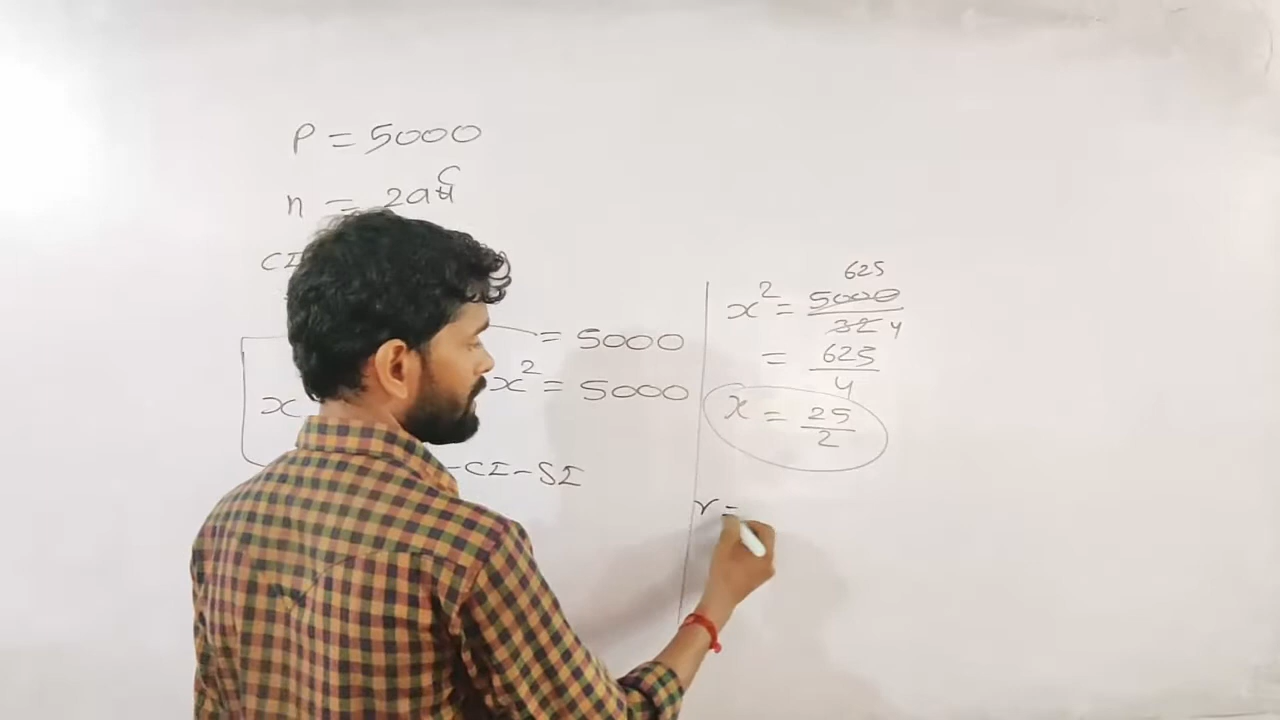 P = 5000
n = 2वर्ष
CI
= 5000
x² = 5000
x
-CI-SI
625
x² = 5000/32 4
= 625/4
x = 25/2
r =